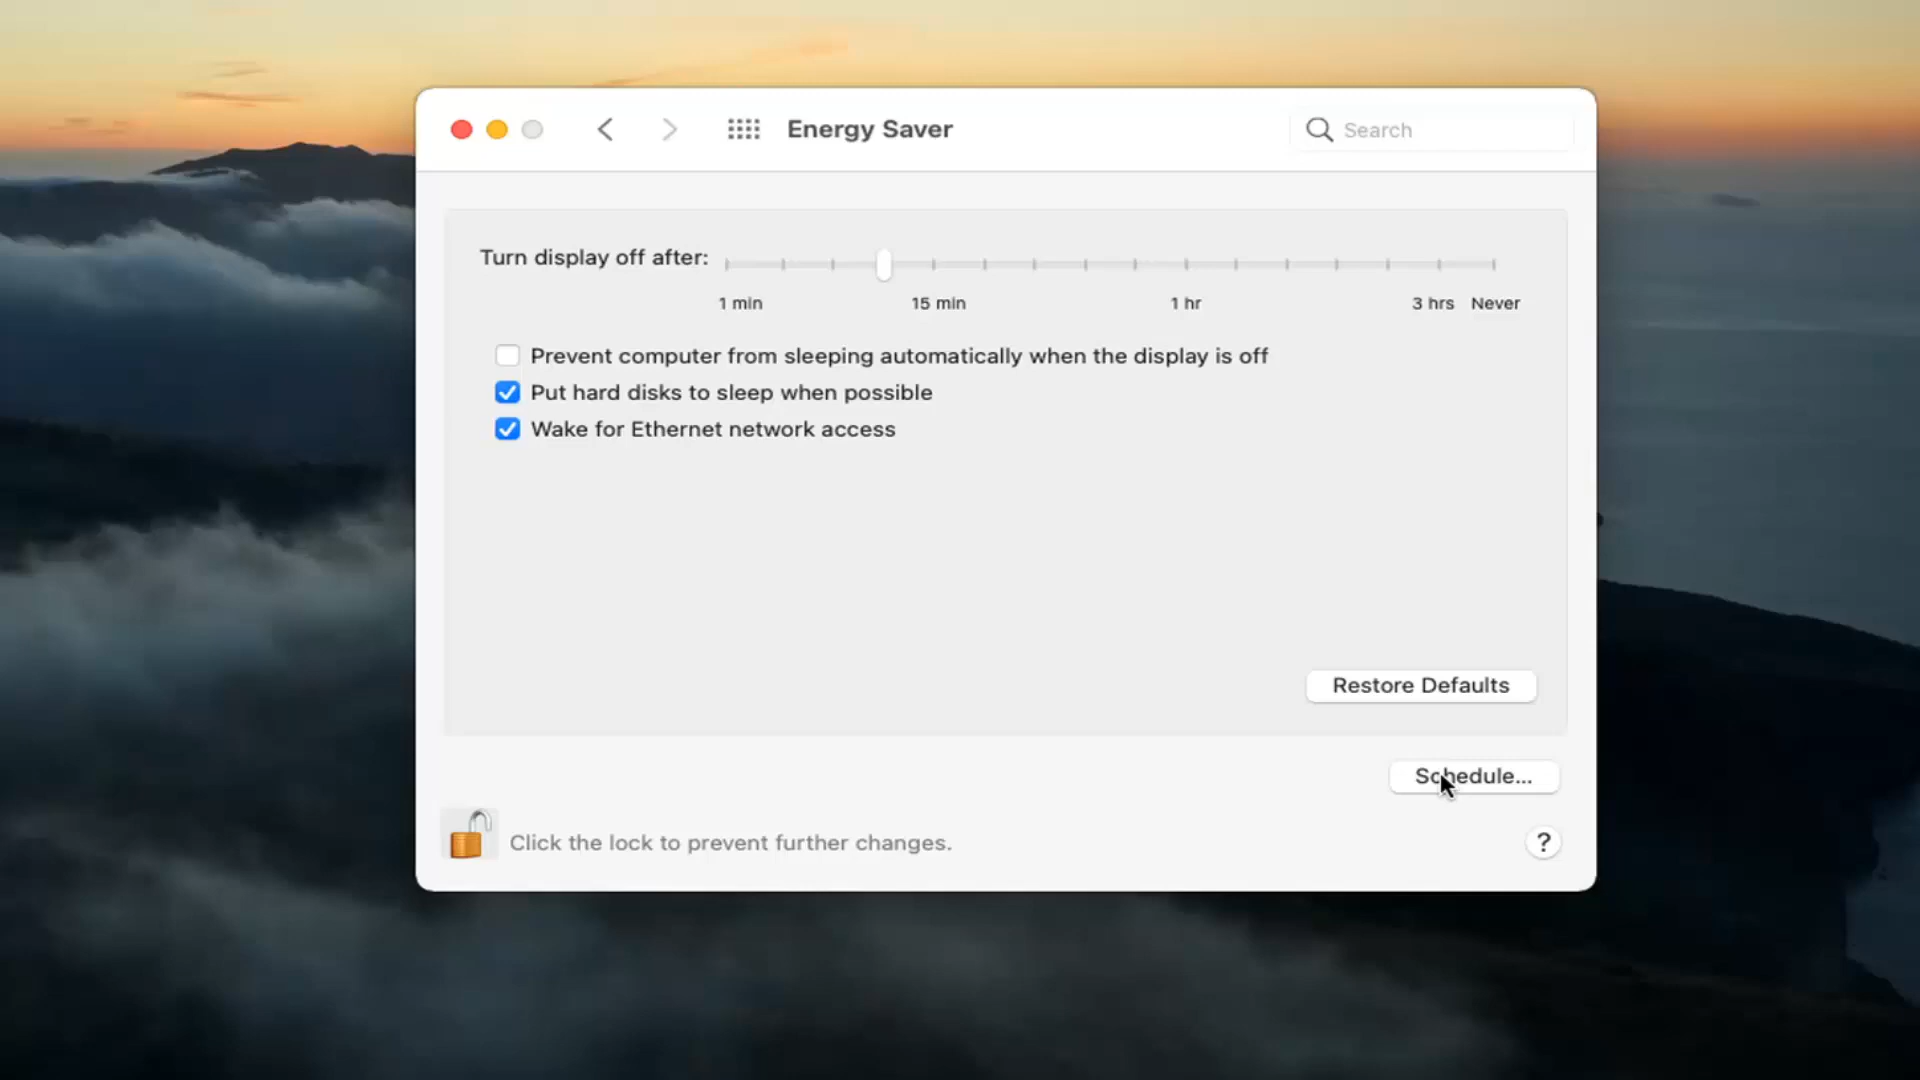 Energy Saver
Search
Turn display off after:
1 min 15 min 1 hr 3 hrs Never
Prevent computer from sleeping automatically when the display is off
Put hard disks to sleep when possible
Wake for Ethernet network access
Restore Defaults
Schedule...
Click the lock to prevent further changes.
?